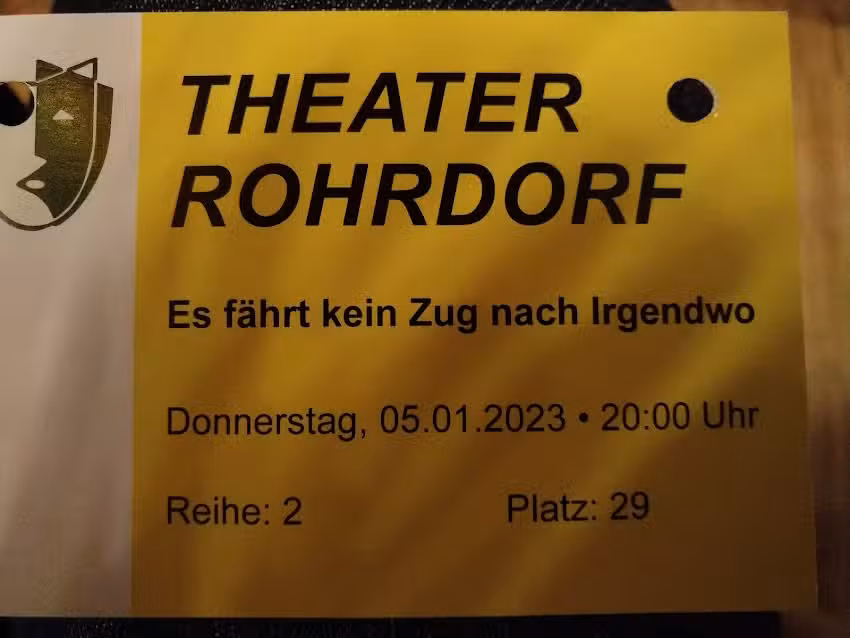 THEATER
ROHRDORF
Es fährt kein Zug nach Irgendwo
Donnerstag, 05.01.2023 • 20:00 Uhr
Reihe: 2 Platz: 29